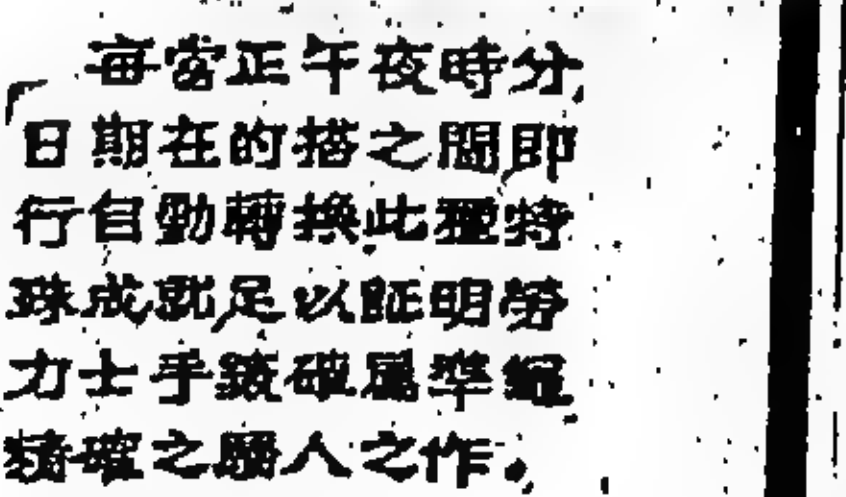 每當正午夜時分
日期在的搭之間即
行自動轉換此種特
殊成就足以証明勞
力士手錶確屬準繩
精確之驕人之作。